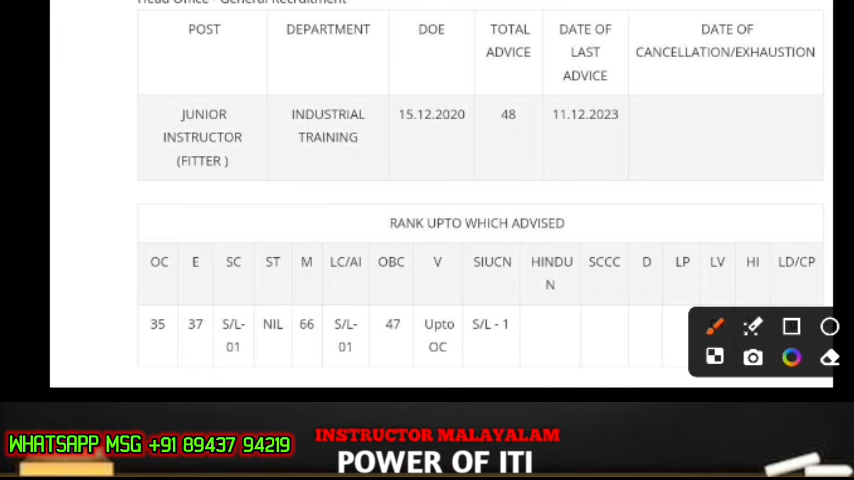 Head Office - General Recruitment
POST DEPARTMENT DOE TOTAL ADVICE DATE OF LAST ADVICE DATE OF CANCELLATION/EXHAUSTION
JUNIOR INSTRUCTOR (FITTER ) INDUSTRIAL TRAINING 15.12.2020 48 11.12.2023
RANK UPTO WHICH ADVISED
OC E SC ST M LC/AI OBC V SIUCN HINDU N SCCC D LP LV HI LD/CP
35 37 S/L-01 NIL 66 S/L-01 47 Upto OC S/L - 1
WHATSAPP MSG +91 89437 94219
INSTRUCTOR MALAYALAM
POWER OF ITI